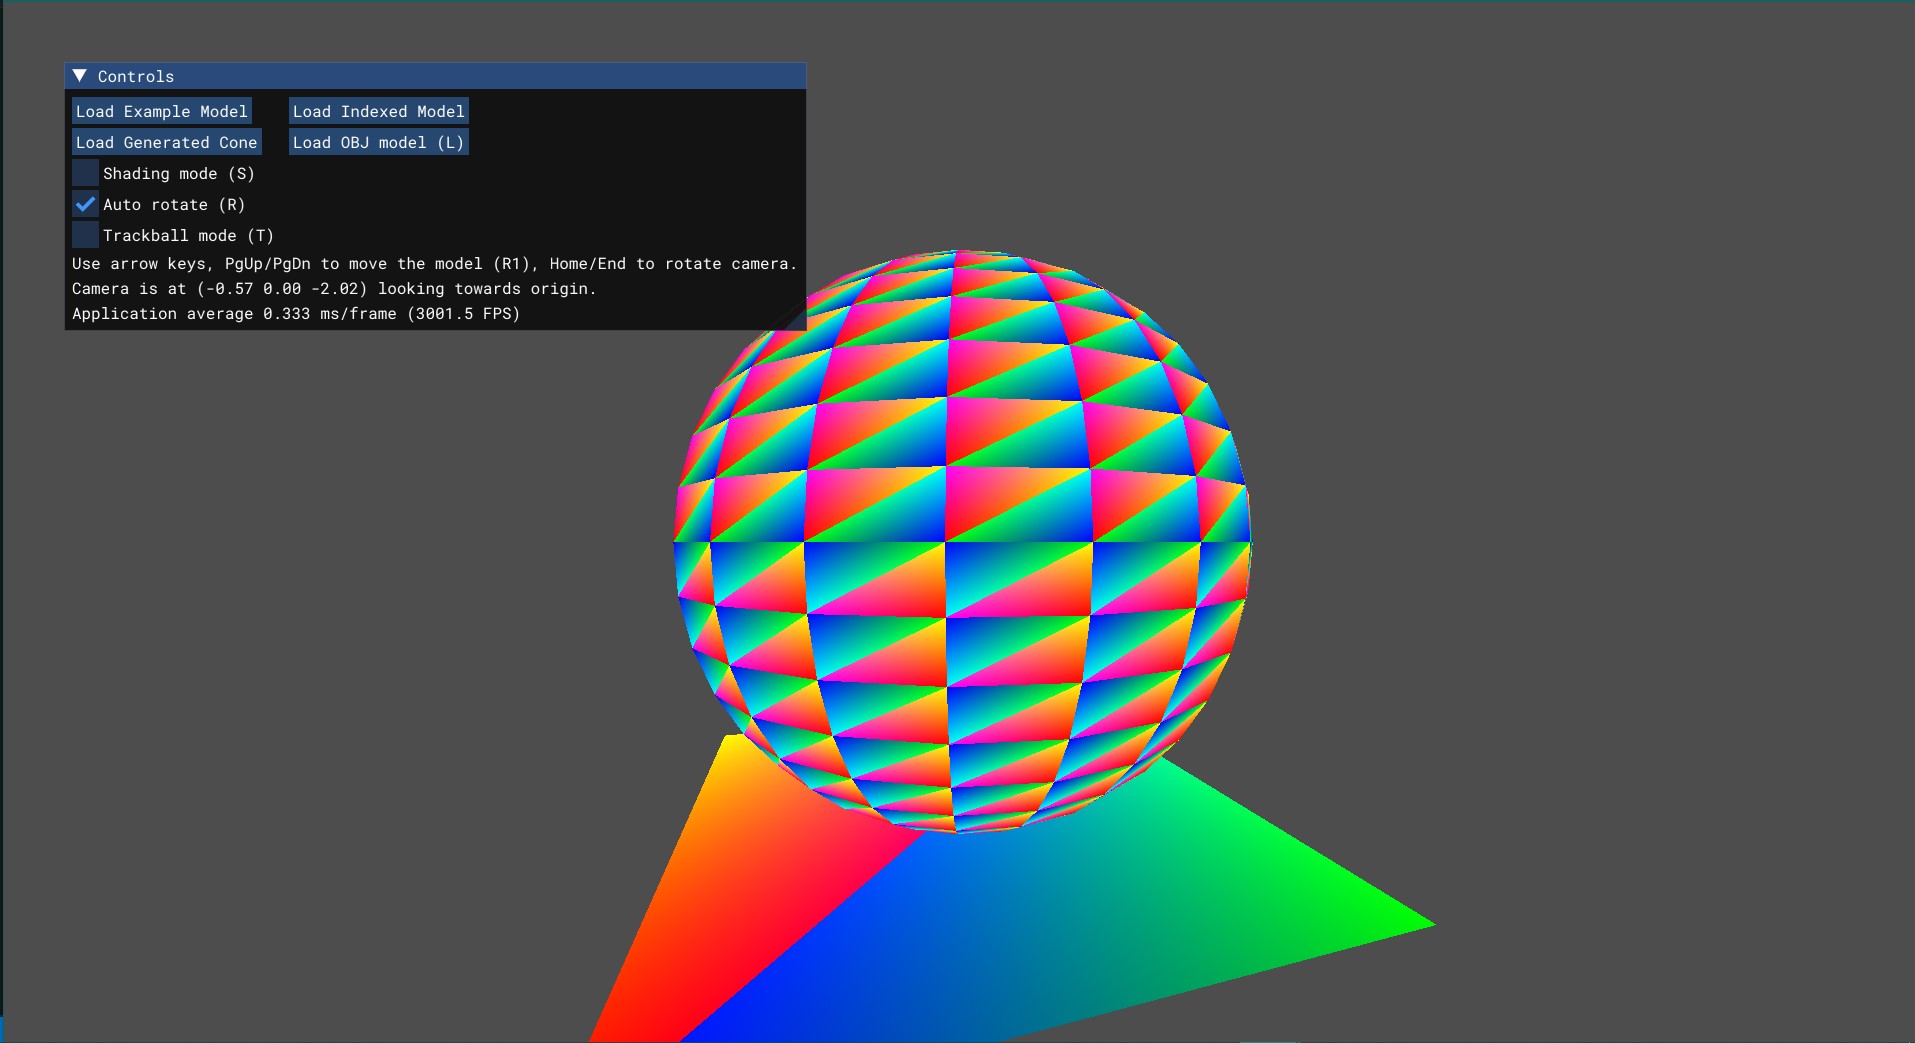 Controls
Load Example Model Load Indexed Model
Load Generated Cone Load OBJ model (L)
Shading mode (S)
Auto rotate (R)
Trackball mode (T)
Use arrow keys, PgUp/PgDn to move the model (R1), Home/End to rotate camera.
Camera is at (-0.57 0.00 -2.02) looking towards origin.
Application average 0.333 ms/frame (3001.5 FPS)